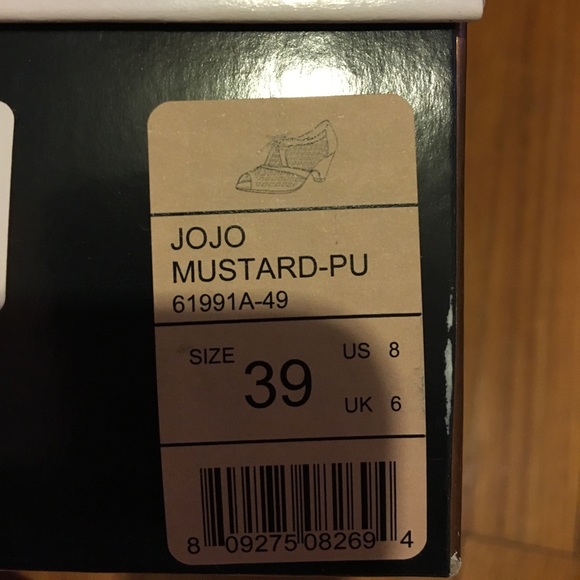 JOJO
MUSTARD-PU
61991A-49
SIZE 39 US 8
UK 6
8 09275 08269 4